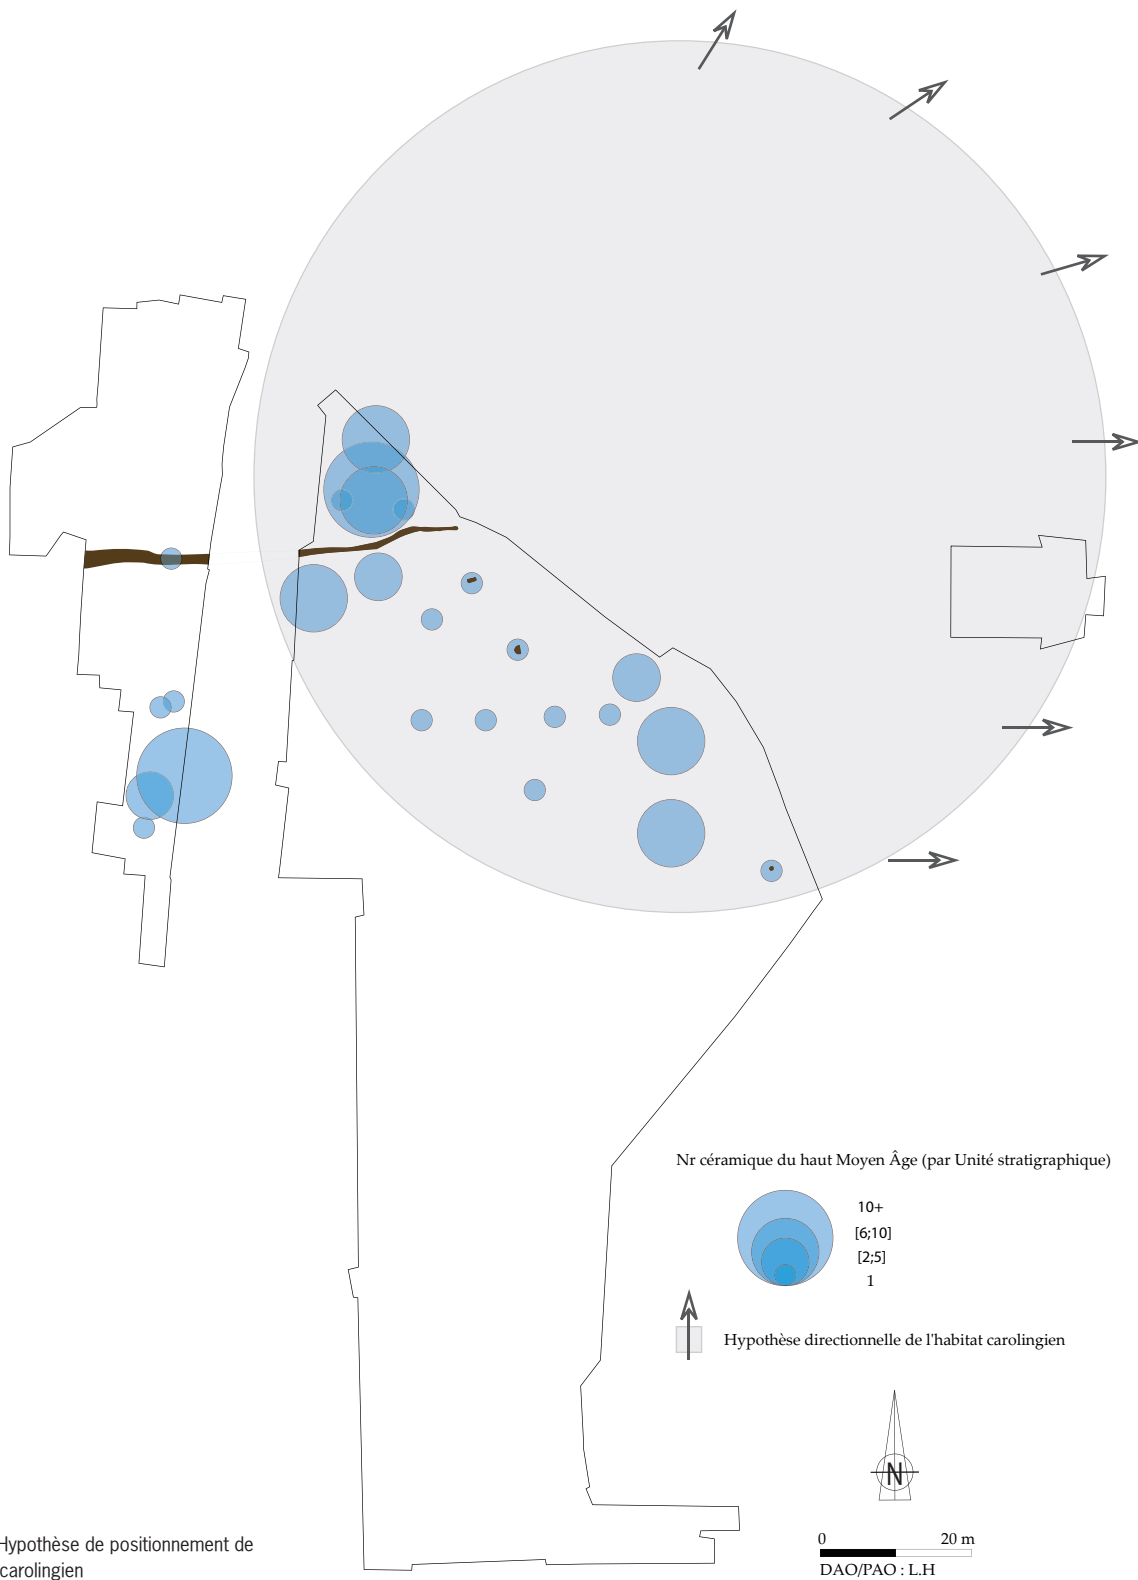 Nr céramique du haut Moyen Âge (par Unité stratigraphique)
10+
[6;10]
[2;5]
1
Hypothèse directionnelle de l'habitat carolingien
N
0 20 m
DAO/PAO : L.H
Hypothèse de positionnement de
carolingien